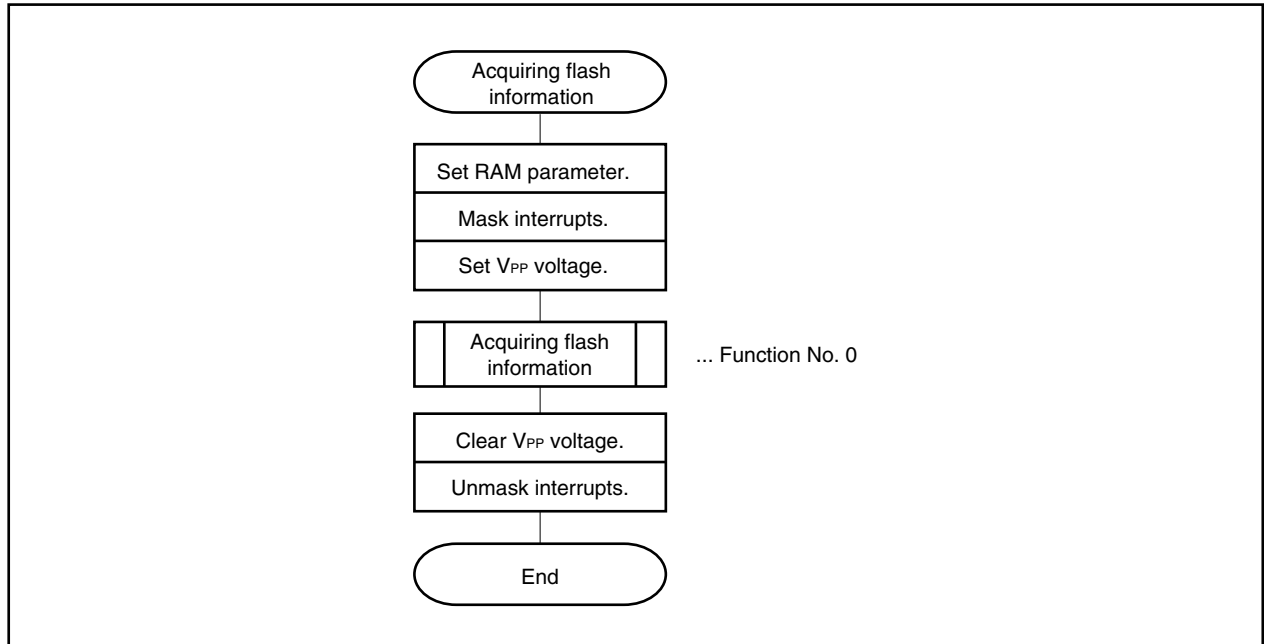 Acquiring flash
information
Set RAM parameter.
Mask interrupts.
Set VPP voltage.
Acquiring flash
information
... Function No. 0
Clear VPP voltage.
Unmask interrupts.
End